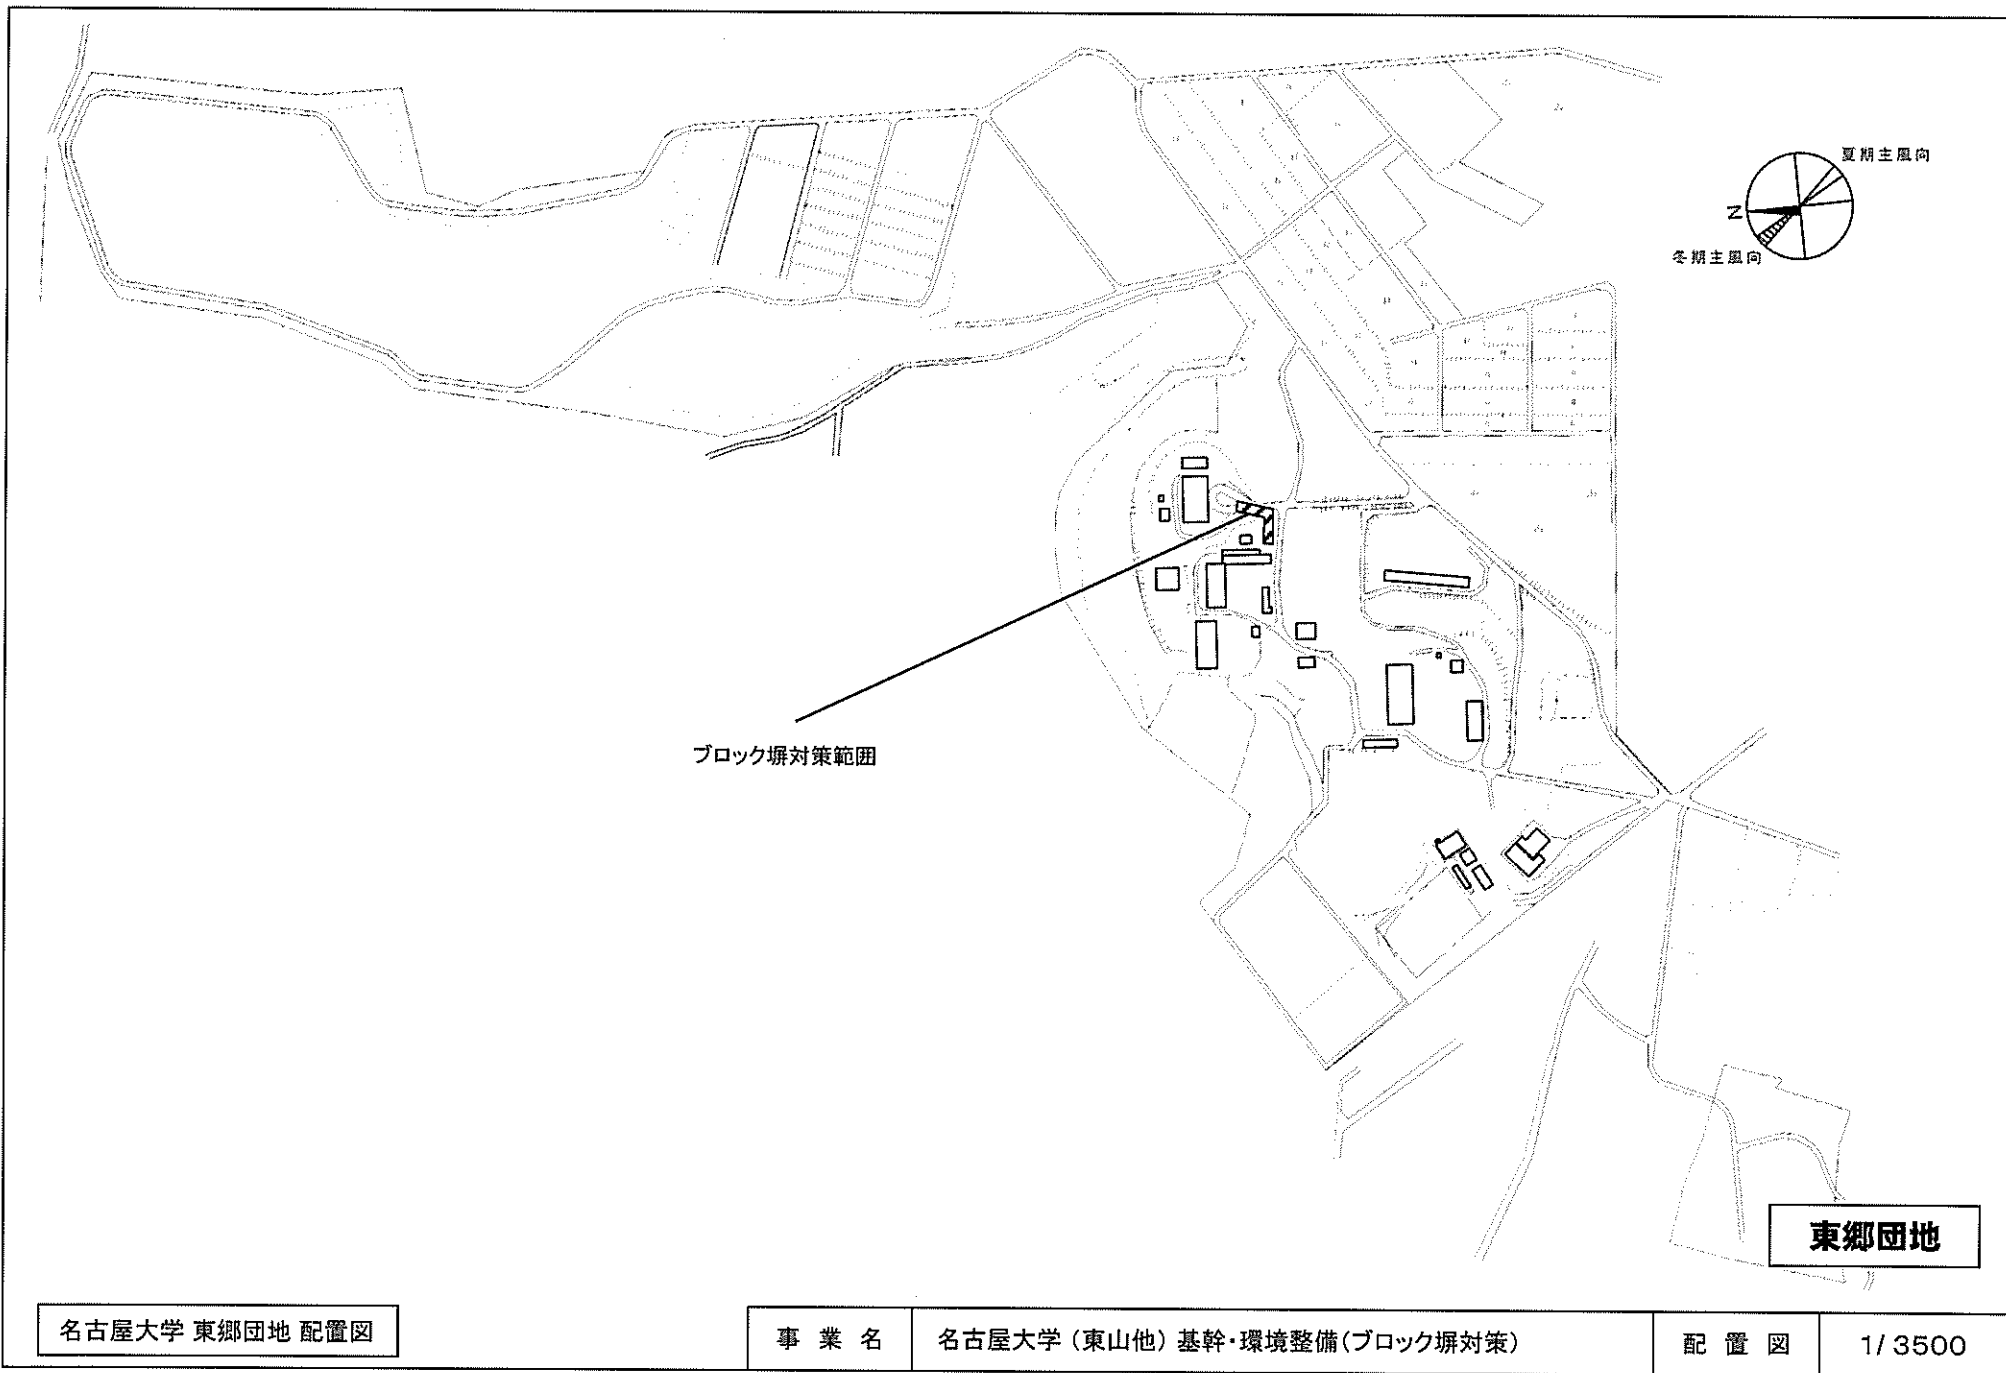 夏期主風向
N
冬期主風向
ブロック塀対策範囲
東郷団地
名古屋大学 東郷団地 配置図
事業名
名古屋大学(東山他)基幹・環境整備(ブロック塀対策)
配置図
1/3500